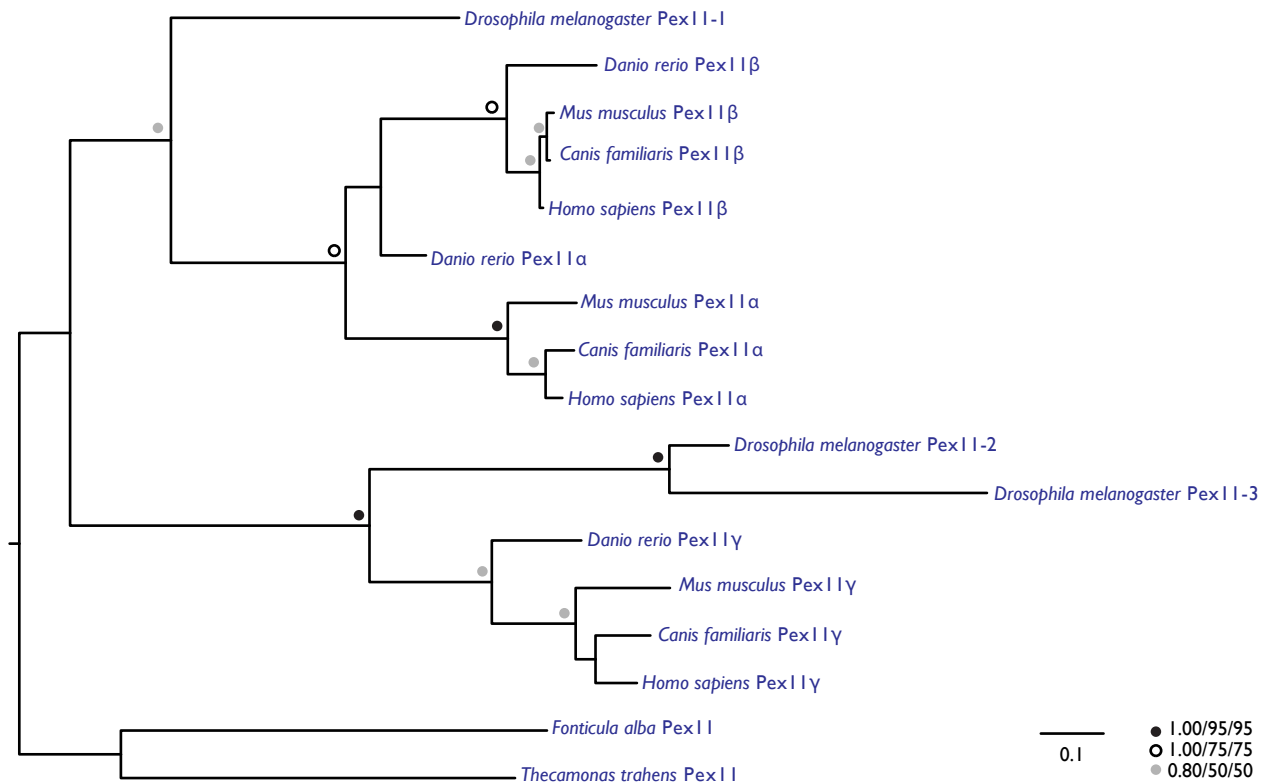 Drosophila melanogaster Pex11-1
Danio rerio Pex11β
Mus musculus Pex11β
Canis familiaris Pex11β
Homo sapiens Pex11β
Danio rerio Pex11α
Mus musculus Pex11α
Canis familiaris Pex11α
Homo sapiens Pex11α
Drosophila melanogaster Pex11-2
Drosophila melanogaster Pex11-3
Danio rerio Pex11γ
Mus musculus Pex11γ
Canis familiaris Pex11γ
Homo sapiens Pex11γ
Fonticula alba Pex11
Thecamonas trahens Pex11
0.1
1.00/95/95
1.00/75/75
0.80/50/50